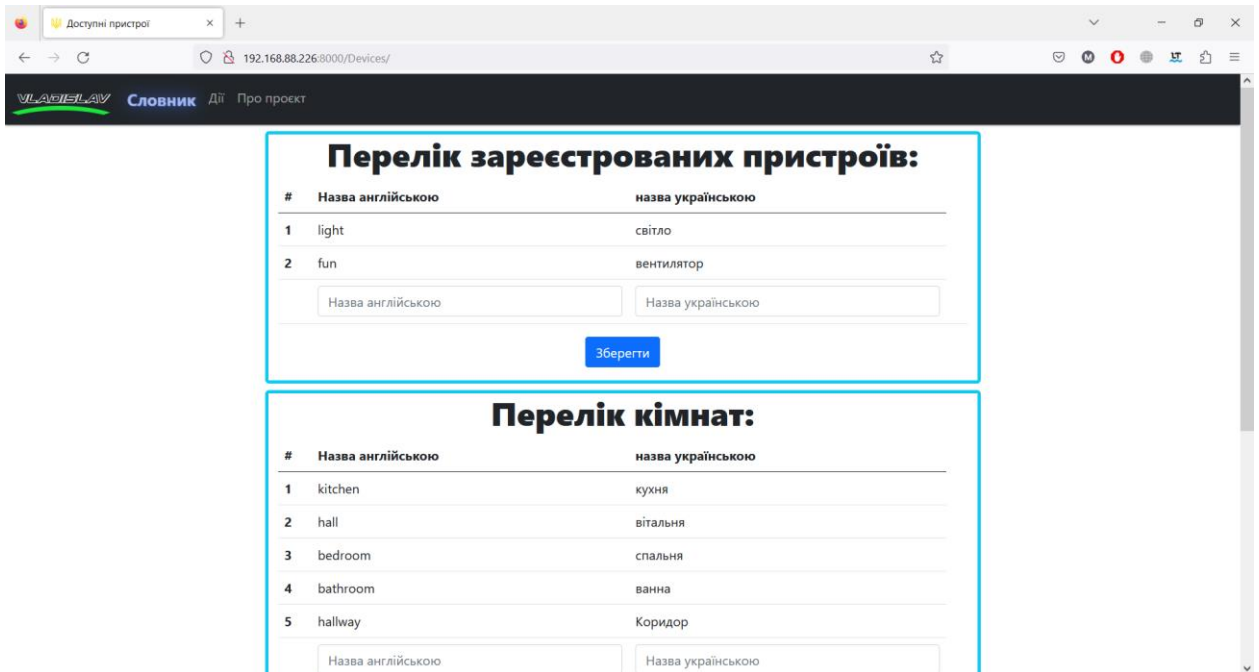 Доступні пристрої
192.168.88.226:8000/Devices/
VLADISLAV Словник Дії Про проєкт
Перелік зареєстрованих пристроїв:
# Назва англійською назва українською
1 light світло
2 fun вентилятор
Назва англійською Назва українською
Зберегти
Перелік кімнат:
# Назва англійською назва українською
1 kitchen кухня
2 hall вітальня
3 bedroom спальня
4 bathroom ванна
5 hallway Коридор
Назва англійською Назва українською